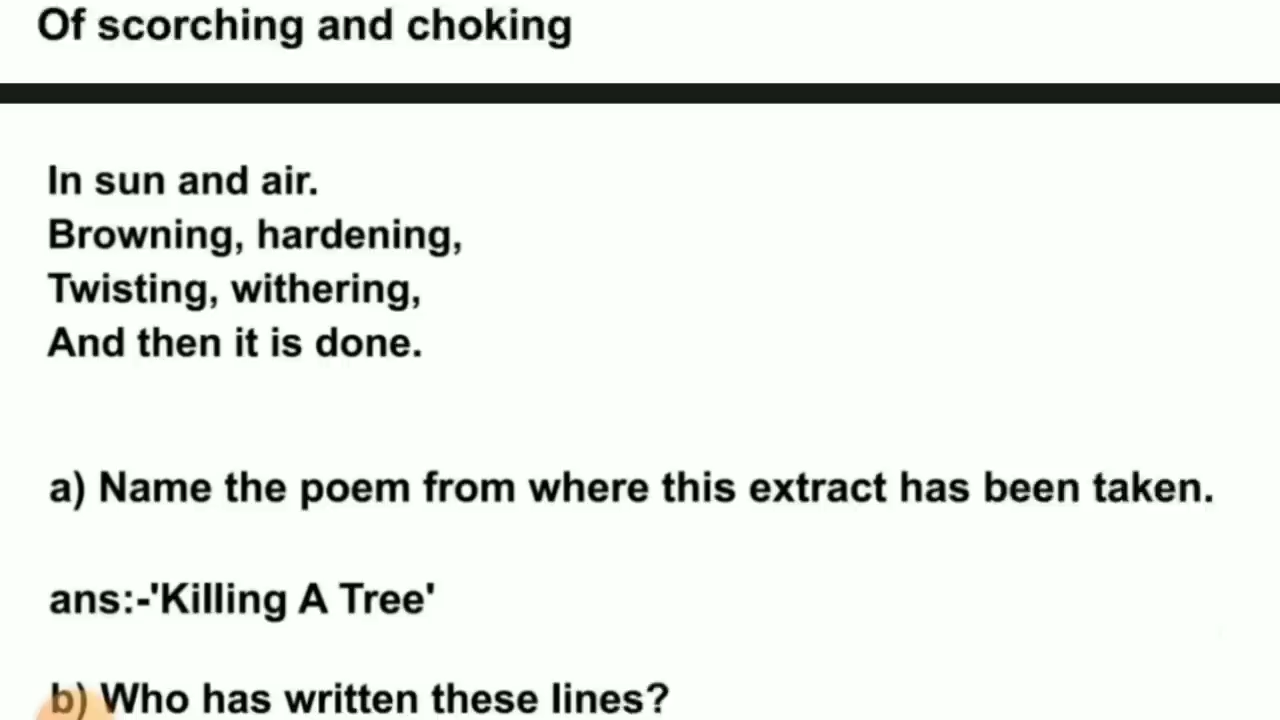 Of scorching and choking
In sun and air.
Browning, hardening,
Twisting, withering,
And then it is done.
a) Name the poem from where this extract has been taken.
ans:-'Killing A Tree'
b) Who has written these lines?